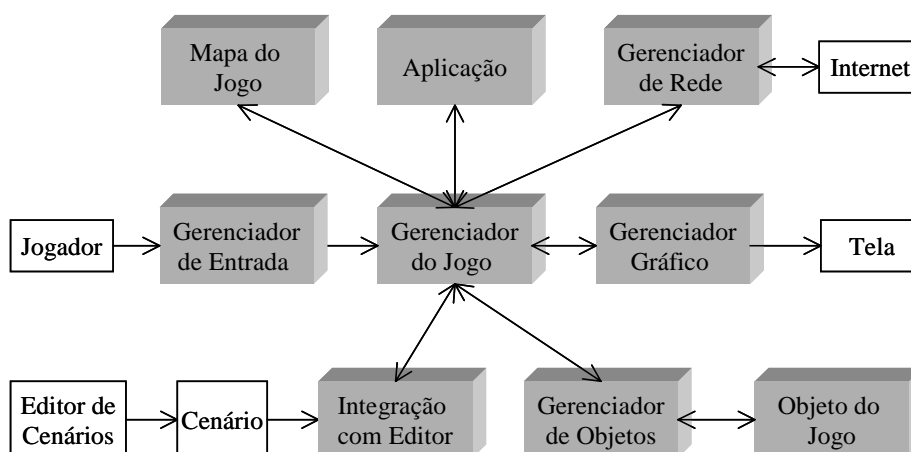 Mapa do
Jogo
Aplicação
Gerenciador
de Rede
Internet
Jogador
Gerenciador
de Entrada
Gerenciador
do Jogo
Gerenciador
Gráfico
Tela
Editor de
Cenários
Cenário
Integração
com Editor
Gerenciador
de Objetos
Objeto do
Jogo